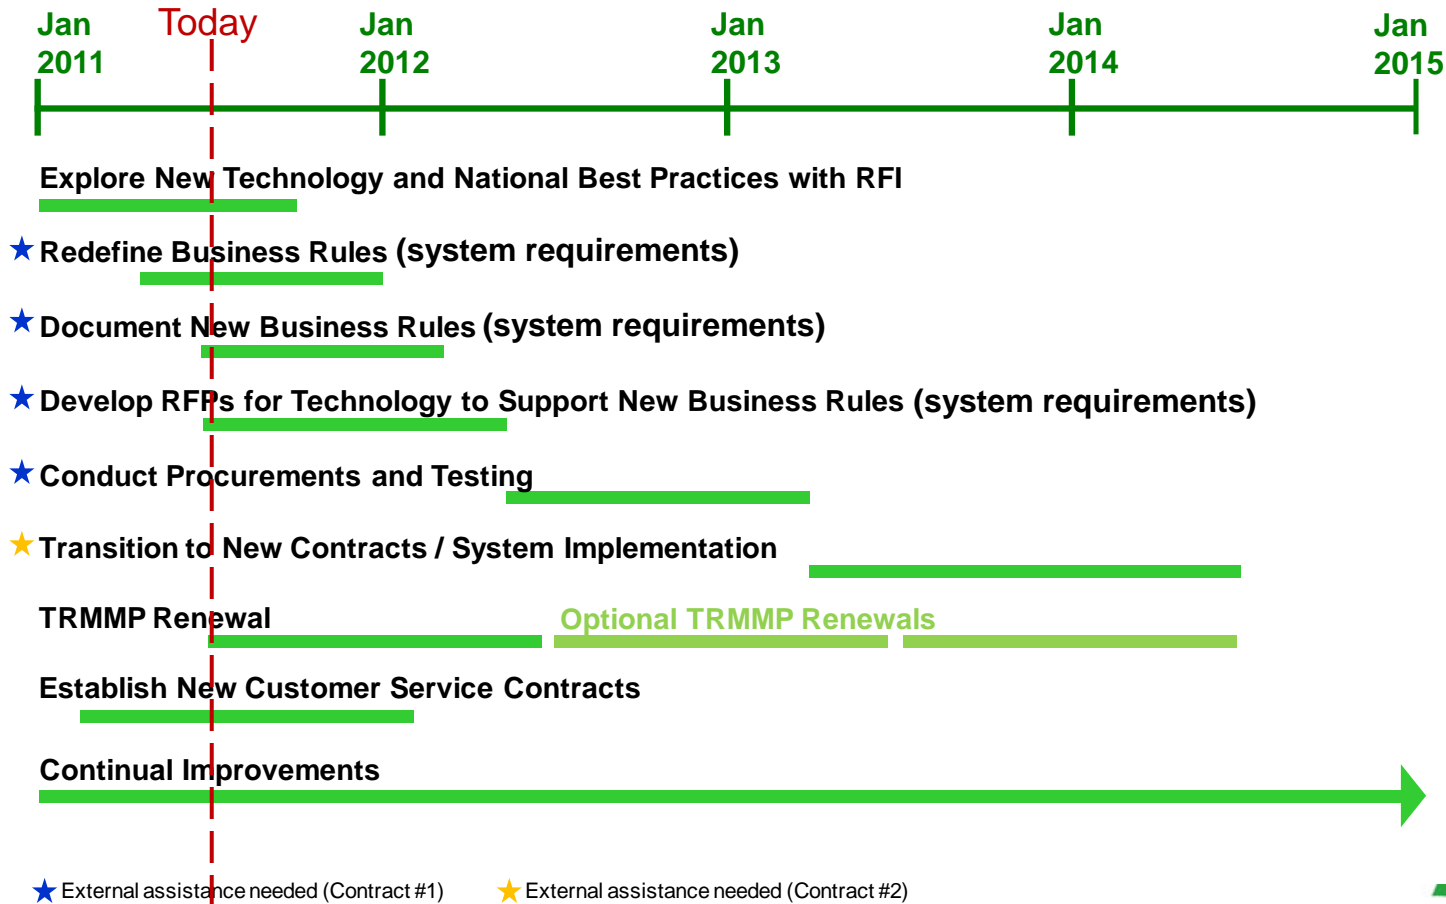 Jan 2011
Today
Jan 2012
Jan 2013
Jan 2014
Jan 2015
Explore New Technology and National Best Practices with RFI
Redefine Business Rules (system requirements)
Document New Business Rules (system requirements)
Develop RFPs for Technology to Support New Business Rules (system requirements)
Conduct Procurements and Testing
Transition to New Contracts / System Implementation
TRMMP Renewal
Optional TRMMP Renewals
Establish New Customer Service Contracts
Continual Improvements
External assistance needed (Contract #1)
External assistance needed (Contract #2)